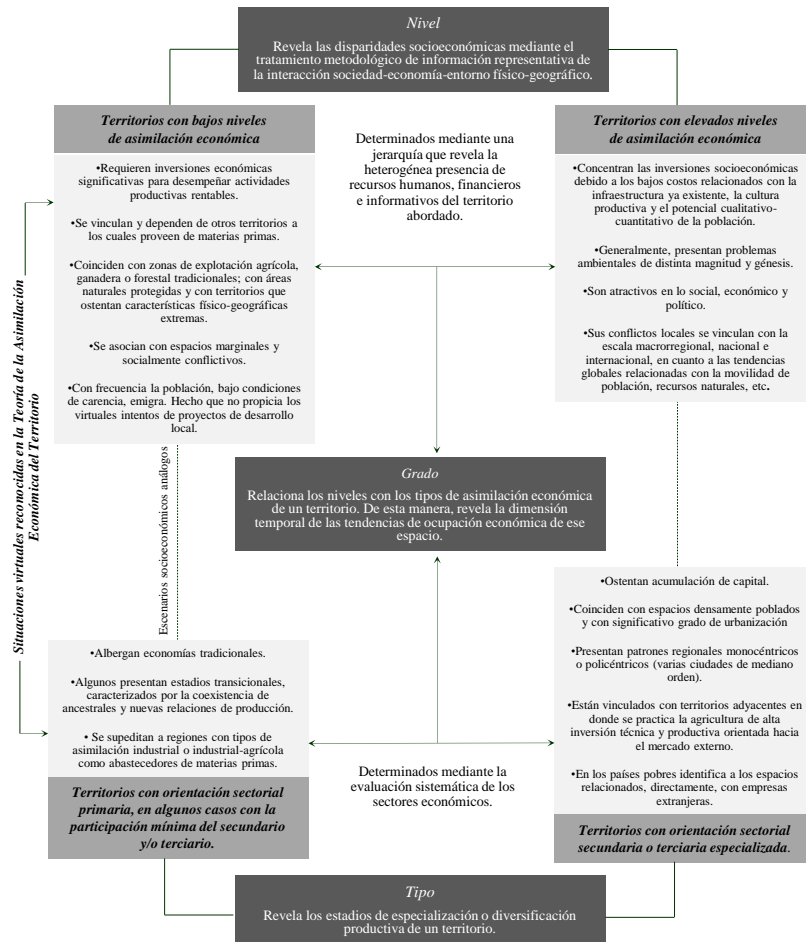 Nivel
Revela las disparidades socioeconómicas mediante el
tratamiento metodológico de información representativa de
la interacción sociedad-economía-entorno físico-geográfico.
Territorios con bajos niveles
de asimilación económica
•Requieren inversiones económicas
significativas para desempeñar actividades
productivas rentables.
•Se vinculan y dependen de otros territorios a
los cuales proveen de materias primas.
•Coinciden con zonas de explotación agrícola,
ganadera o forestal tradicionales; con áreas
naturales protegidas y con territorios que
ostentan características físico-geográficas
extremas.
•Se asocian con espacios marginales y
socialmente conflictivos.
•Con frecuencia la población, bajo condiciones
de carencia, emigra. Hecho que no propicia los
virtuales intentos de proyectos de desarrollo
local.
Determinados mediante una
jerarquía que revela la
heterogénea presencia de
recursos humanos, financieros
e informativos del territorio
abordado.
Territorios con elevados niveles
de asimilación económica
•Concentran las inversiones socioeconómicas
debido a los bajos costos relacionados con la
infraestructura ya existente, la cultura
productiva y el potencial cualitativo-
cuantitativo de la población.
•Generalmente, presentan problemas
ambientales de distinta magnitud y génesis.
•Son atractivos en lo social, económico y
político.
•Sus conflictos locales se vinculan con la
escala macrorregional, nacional e
internacional, en cuanto a las tendencias
globales relacionadas con la movilidad de
población, recursos naturales, etc.
Situaciones virtuales reconocidas en la Teoría de la Asimilación
Económica del Territorio
Escenarios socioeconómicos análogos
Grado
Relaciona los niveles con los tipos de asimilación económica
de un territorio. De esta manera, revela la dimensión
temporal de las tendencias de ocupación económica de ese
espacio.
•Albergan economías tradicionales.
•Algunos presentan estadios transicionales,
caracterizados por la coexistencia de
ancestrales y nuevas relaciones de producción.
• Se supeditan a regiones con tipos de
asimilación industrial o industrial-agrícola
como abastecedores de materias primas.
Territorios con orientación sectorial
primaria, en algunos casos con la
participación mínima del secundario
y/o terciario.
Determinados mediante la
evaluación sistemática de los
sectores económicos.
•Ostentan acumulación de capital.
•Coinciden con espacios densamente poblados
y con significativo grado de urbanización
•Presentan patrones regionales monocéntricos
o policéntricos (varias ciudades de mediano
orden).
•Están vinculados con territorios adyacentes en
donde se practica la agricultura de alta
inversión técnica y productiva orientada hacia
el mercado externo.
•En los países pobres identifica a los espacios
relacionados, directamente, con empresas
extranjeras.
Territorios con orientación sectorial
secundaria o terciaria especializada.
Tipo
Revela los estadios de especialización o diversificación
productiva de un territorio.